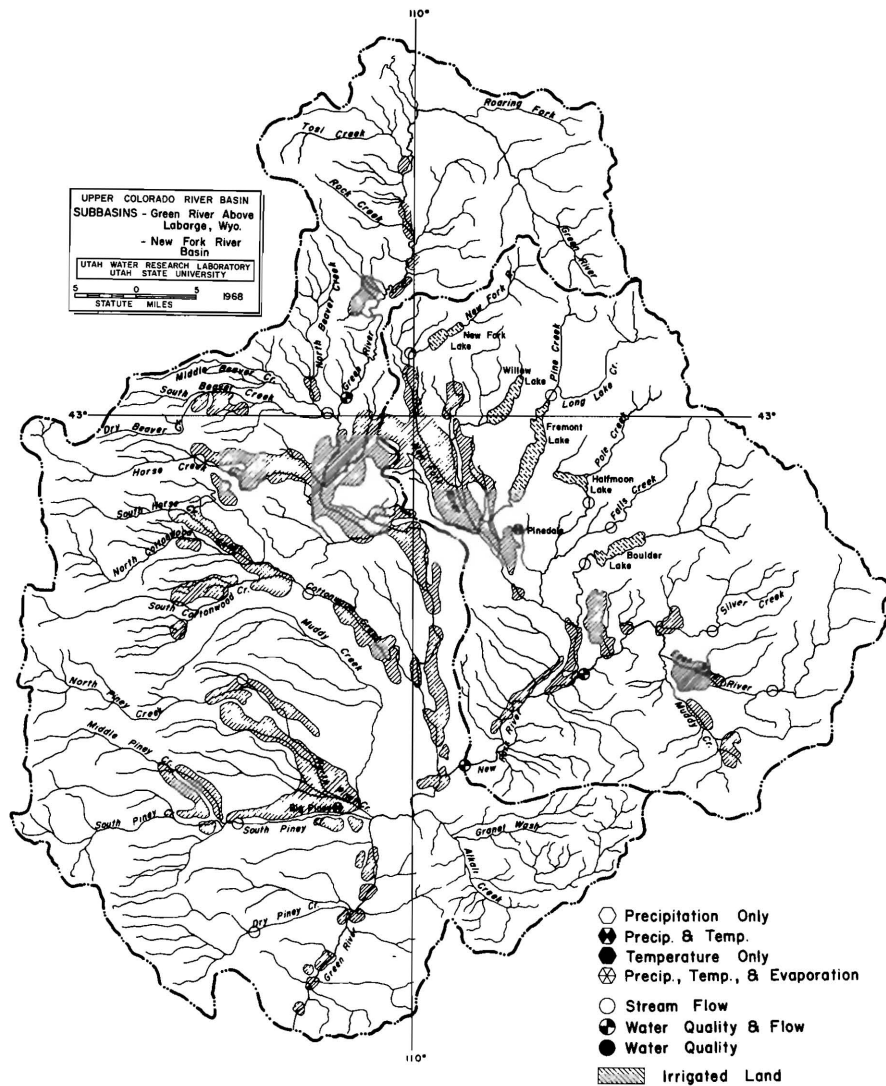 110°
Roaring Fork
Tosi Creek
Rock Creek
UPPER COLORADO RIVER BASIN
SUBBASINS - Green River Above
Labarge, Wyo.
- New Fork River
Basin
UTAH WATER RESEARCH LABORATORY
UTAH STATE UNIVERSITY
5 0 5
STATUTE MILES
1968
Green River
North Beaver Creek
New Fork R.
New Fork
Lake
Green River
Pine Creek
Willow
Lake
Middle Beaver Cr.
South Beaver Creek
Long Lake Cr.
43°
43°
Dry Beaver
Fremont
Lake
Pole Creek
Horse Creek
Halfmoon
Lake
South Horse Cr.
Falls Creek
Pinedale
North Cottonwood
Boulder
Lake
South Cottonwood Cr.
Cottonwood Creek
Silver Creek
Muddy Creek
River
North Piney Creek
Muddy Cr.
Middle Piney Cr.
New
River
North Piney Cr.
Big Piney
South Piney
South Piney Cr.
Granel Wash
Alkali Creek
Dry Piney Cr.
Green River
110°
Precipitation Only
Precip. & Temp.
Temperature Only
Precip., Temp., & Evaporation
Stream Flow
Water Quality & Flow
Water Quality
Irrigated Land